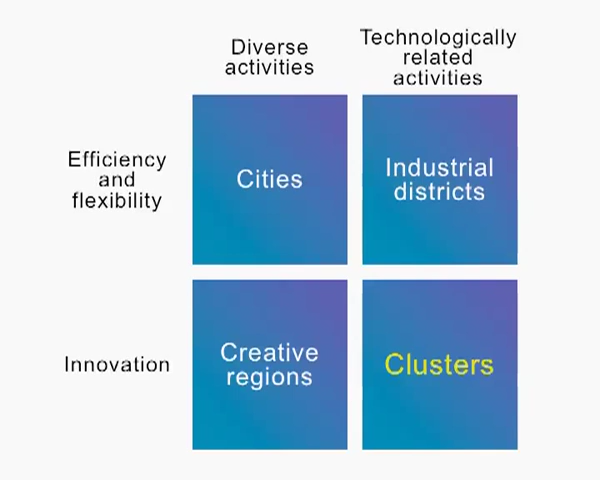 Diverse
activities
Technologically
related
activities
Efficiency
and
flexibility
Cities
Industrial
districts
Innovation
Creative
regions
Clusters